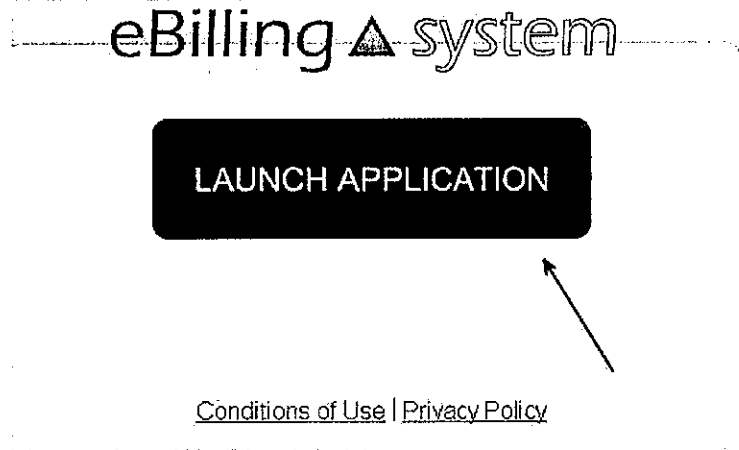 eBilling system
LAUNCH APPLICATION
Conditions of Use | Privacy Policy